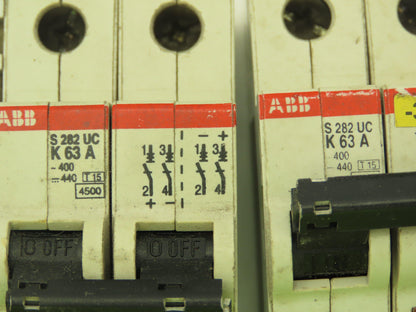 ABB
S 282 UC
K 63 A
~ 400
⎓ 440 T 15
4500
- +
1 3 1 3
2 4 2 4
+ -
I O OFF I O OFF
ABB
S 282 UC
K 63 A
400
⎓ 440 T 15